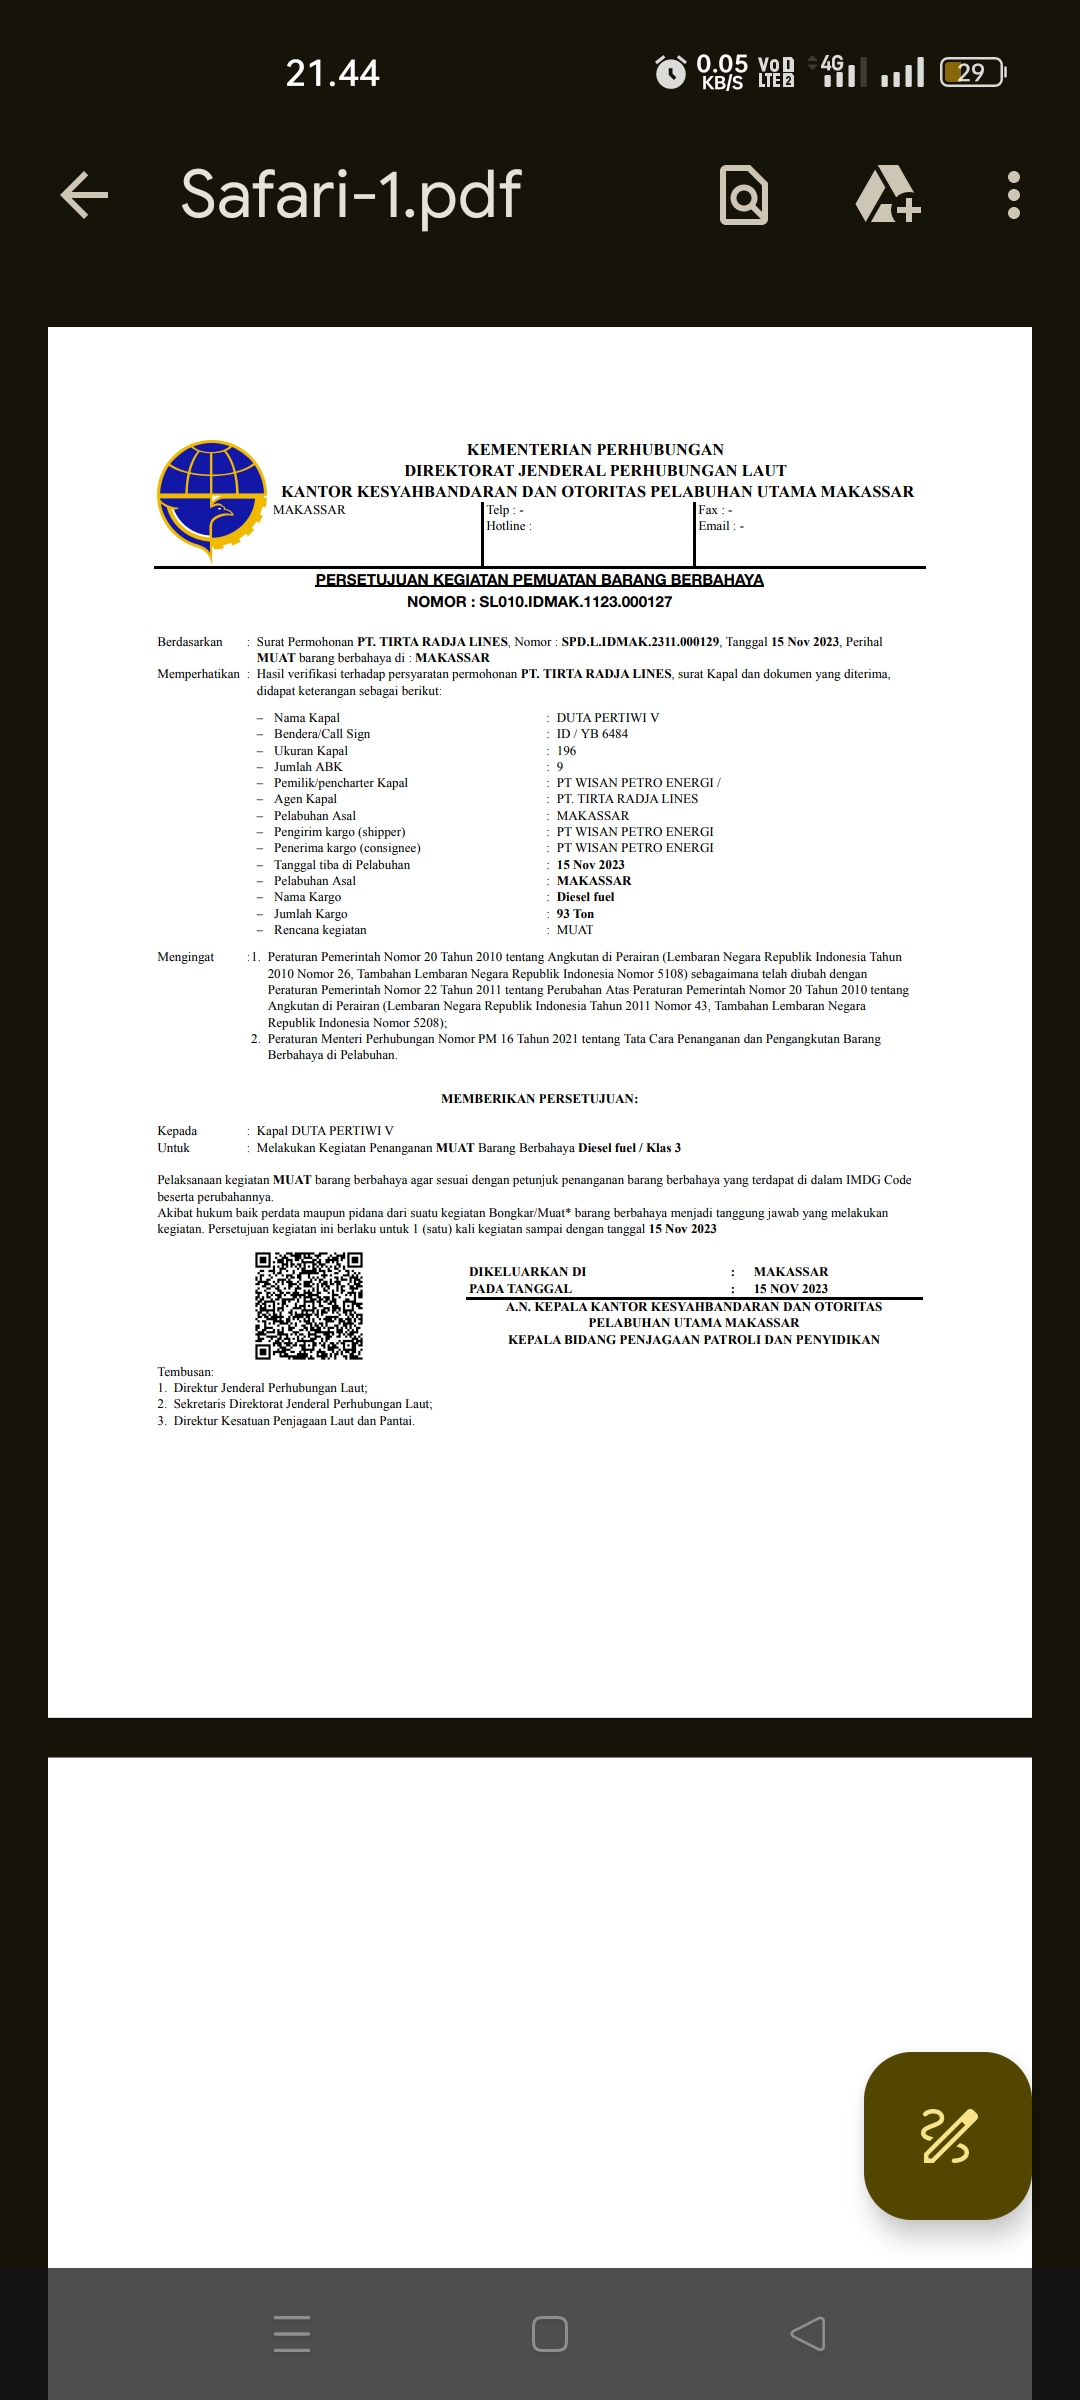 21.44
0.05 KB/S
Vo LTE 2
4G
29
Safari-1.pdf
KEMENTERIAN PERHUBUNGAN
DIREKTORAT JENDERAL PERHUBUNGAN LAUT
KANTOR KESYAHBANDARAN DAN OTORITAS PELABUHAN UTAMA MAKASSAR
MAKASSAR Telp : - Fax : -
Hotline : Email : -
PERSETUJUAN KEGIATAN PEMUATAN BARANG BERBAHAYA
NOMOR : SL010.IDMAK.1123.000127
Berdasarkan : Surat Permohonan PT. TIRTA RADJA LINES, Nomor : SPD.L.IDMAK.2311.000129, Tanggal 15 Nov 2023, Perihal
MUAT barang berbahaya di : MAKASSAR
Memperhatikan : Hasil verifikasi terhadap persyaratan permohonan PT. TIRTA RADJA LINES, surat Kapal dan dokumen yang diterima,
didapat keterangan sebagai berikut:
– Nama Kapal : DUTA PERTIWI V
– Bendera/Call Sign : ID / YB 6484
– Ukuran Kapal : 196
– Jumlah ABK : 9
– Pemilik/pencharter Kapal : PT WISAN PETRO ENERGI /
– Agen Kapal : PT. TIRTA RADJA LINES
– Pelabuhan Asal : MAKASSAR
– Pengirim kargo (shipper) : PT WISAN PETRO ENERGI
– Penerima kargo (consignee) : PT WISAN PETRO ENERGI
– Tanggal tiba di Pelabuhan : 15 Nov 2023
– Pelabuhan Asal : MAKASSAR
– Nama Kargo : Diesel fuel
– Jumlah Kargo : 93 Ton
– Rencana kegiatan : MUAT
Mengingat :1. Peraturan Pemerintah Nomor 20 Tahun 2010 tentang Angkutan di Perairan (Lembaran Negara Republik Indonesia Tahun
2010 Nomor 26, Tambahan Lembaran Negara Republik Indonesia Nomor 5108) sebagaimana telah diubah dengan
Peraturan Pemerintah Nomor 22 Tahun 2011 tentang Perubahan Atas Peraturan Pemerintah Nomor 20 Tahun 2010 tentang
Angkutan di Perairan (Lembaran Negara Republik Indonesia Tahun 2011 Nomor 43, Tambahan Lembaran Negara
Republik Indonesia Nomor 5208);
2. Peraturan Menteri Perhubungan Nomor PM 16 Tahun 2021 tentang Tata Cara Penanganan dan Pengangkutan Barang
Berbahaya di Pelabuhan.
MEMBERIKAN PERSETUJUAN:
Kepada : Kapal DUTA PERTIWI V
Untuk : Melakukan Kegiatan Penanganan MUAT Barang Berbahaya Diesel fuel / Klas 3
Pelaksanaan kegiatan MUAT barang berbahaya agar sesuai dengan petunjuk penanganan barang berbahaya yang terdapat di dalam IMDG Code
beserta perubahannya.
Akibat hukum baik perdata maupun pidana dari suatu kegiatan Bongkar/Muat* barang berbahaya menjadi tanggung jawab yang melakukan
kegiatan. Persetujuan kegiatan ini berlaku untuk 1 (satu) kali kegiatan sampai dengan tanggal 15 Nov 2023
DIKELUARKAN DI : MAKASSAR
PADA TANGGAL : 15 NOV 2023
A.N. KEPALA KANTOR KESYAHBANDARAN DAN OTORITAS
PELABUHAN UTAMA MAKASSAR
KEPALA BIDANG PENJAGAAN PATROLI DAN PENYIDIKAN
Tembusan:
1. Direktur Jenderal Perhubungan Laut;
2. Sekretaris Direktorat Jenderal Perhubungan Laut;
3. Direktur Kesatuan Penjagaan Laut dan Pantai.